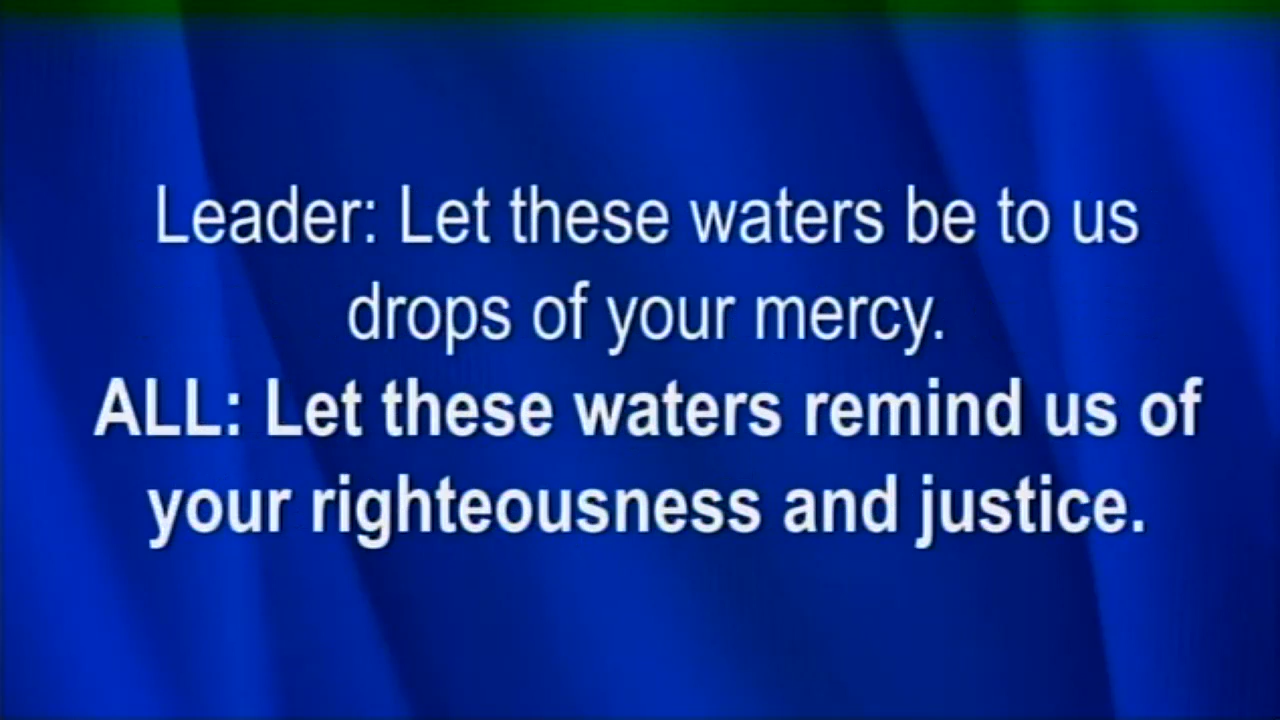 Leader: Let these waters be to us
drops of your mercy.
ALL: Let these waters remind us of
your righteousness and justice.